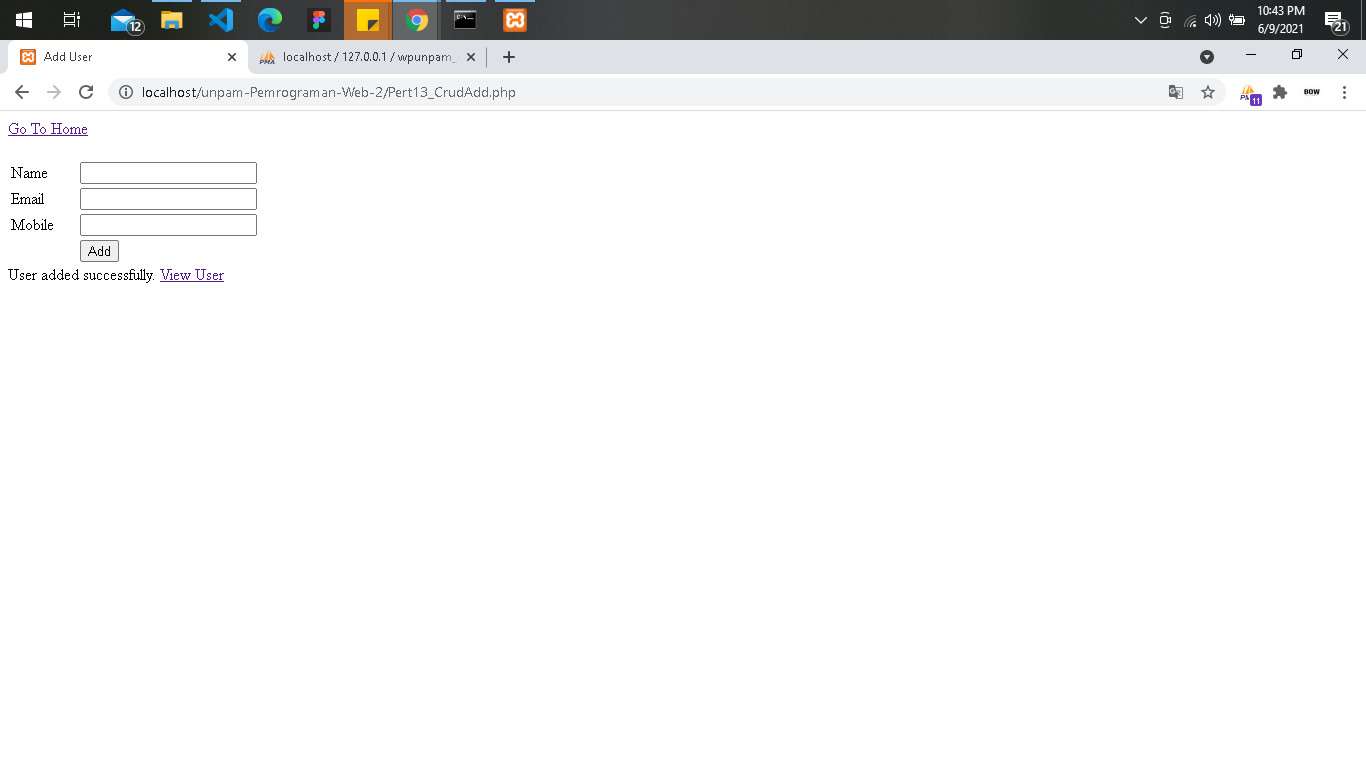 12
10:43 PM
6/9/2021
21
Add User
PMA
localhost / 127.0.0.1 / wpunpam_
localhost/unpam-Pemrograman-Web-2/Pert13_CrudAdd.php
11
BOW
Go To Home
Name
Email
Mobile
Add
User added successfully. View User